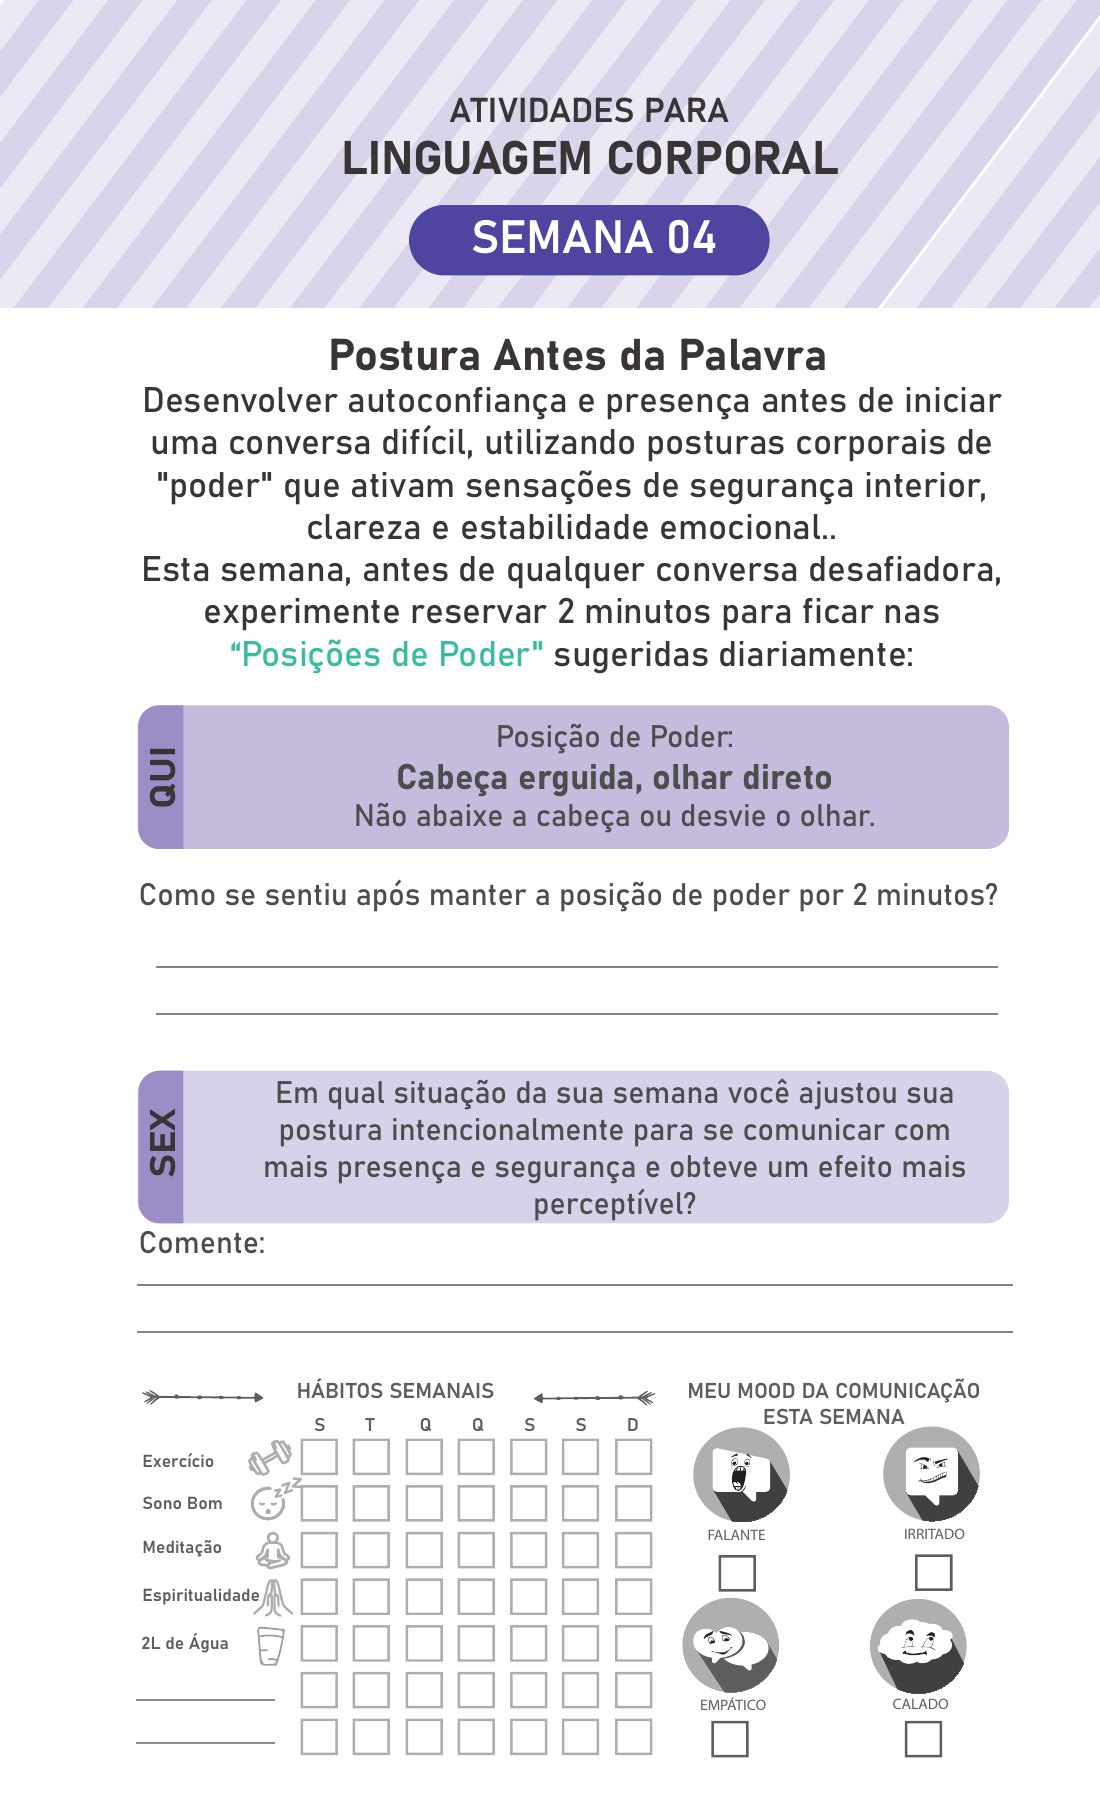 ATIVIDADES PARA
LINGUAGEM CORPORAL
SEMANA 04
Postura Antes da Palavra
Desenvolver autoconfiança e presença antes de iniciar
uma conversa difícil, utilizando posturas corporais de
"poder" que ativam sensações de segurança interior,
clareza e estabilidade emocional..
Esta semana, antes de qualquer conversa desafiadora,
experimente reservar 2 minutos para ficar nas
“Posições de Poder" sugeridas diariamente:
QUI
Posição de Poder:
Cabeça erguida, olhar direto
Não abaixe a cabeça ou desvie o olhar.
Como se sentiu após manter a posição de poder por 2 minutos?
SEX
Em qual situação da sua semana você ajustou sua
postura intencionalmente para se comunicar com
mais presença e segurança e obteve um efeito mais
perceptível?
Comente:
HÁBITOS SEMANAIS
S T Q Q S S D
Exercício
Sono Bom
zzz
Meditação
Espiritualidade
2L de Água
MEU MOOD DA COMUNICAÇÃO
ESTA SEMANA
FALANTE
IRRITADO
EMPÁTICO
CALADO